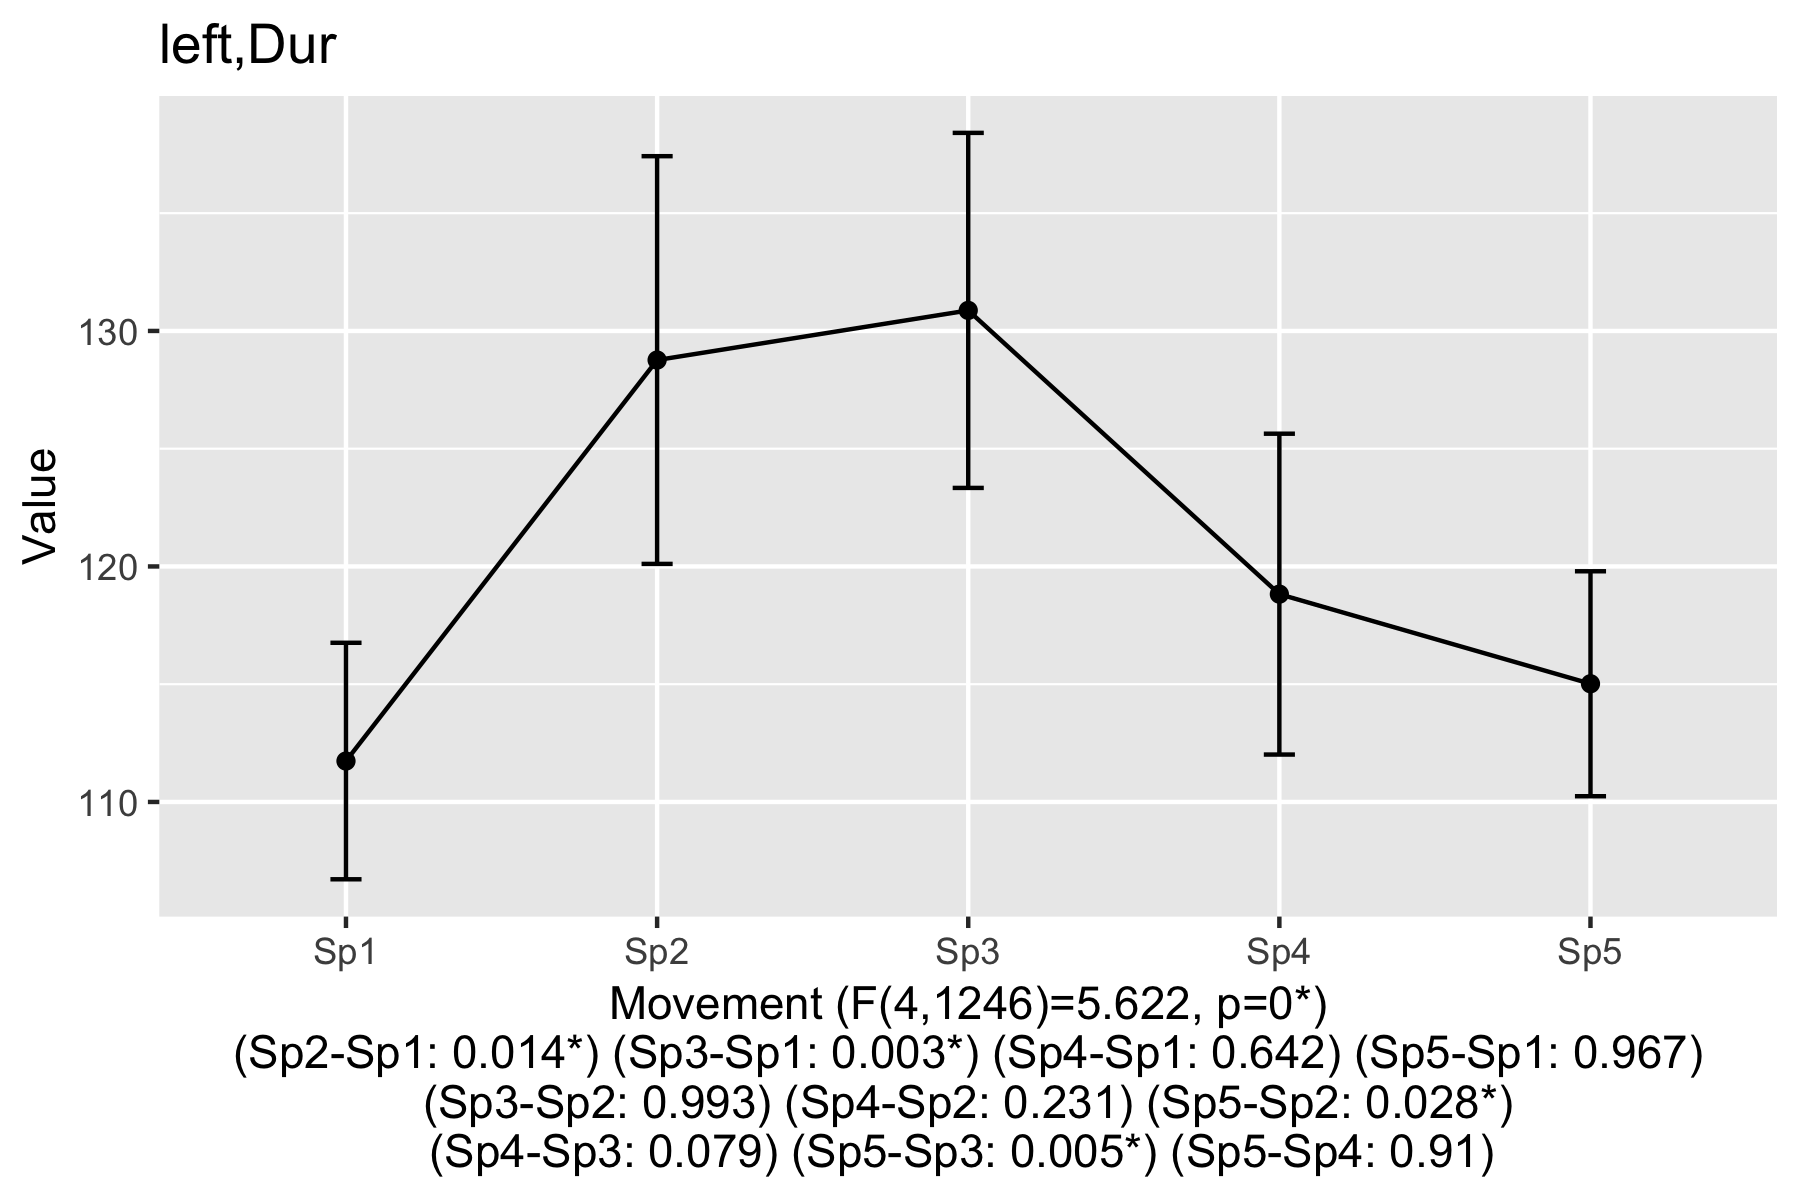 left,Dur
Value
130
120
110
Sp1 Sp2 Sp3 Sp4 Sp5
Movement (F(4,1246)=5.622, p=0*)
(Sp2-Sp1: 0.014*) (Sp3-Sp1: 0.003*) (Sp4-Sp1: 0.642) (Sp5-Sp1: 0.967)
(Sp3-Sp2: 0.993) (Sp4-Sp2: 0.231) (Sp5-Sp2: 0.028*)
(Sp4-Sp3: 0.079) (Sp5-Sp3: 0.005*) (Sp5-Sp4: 0.91)